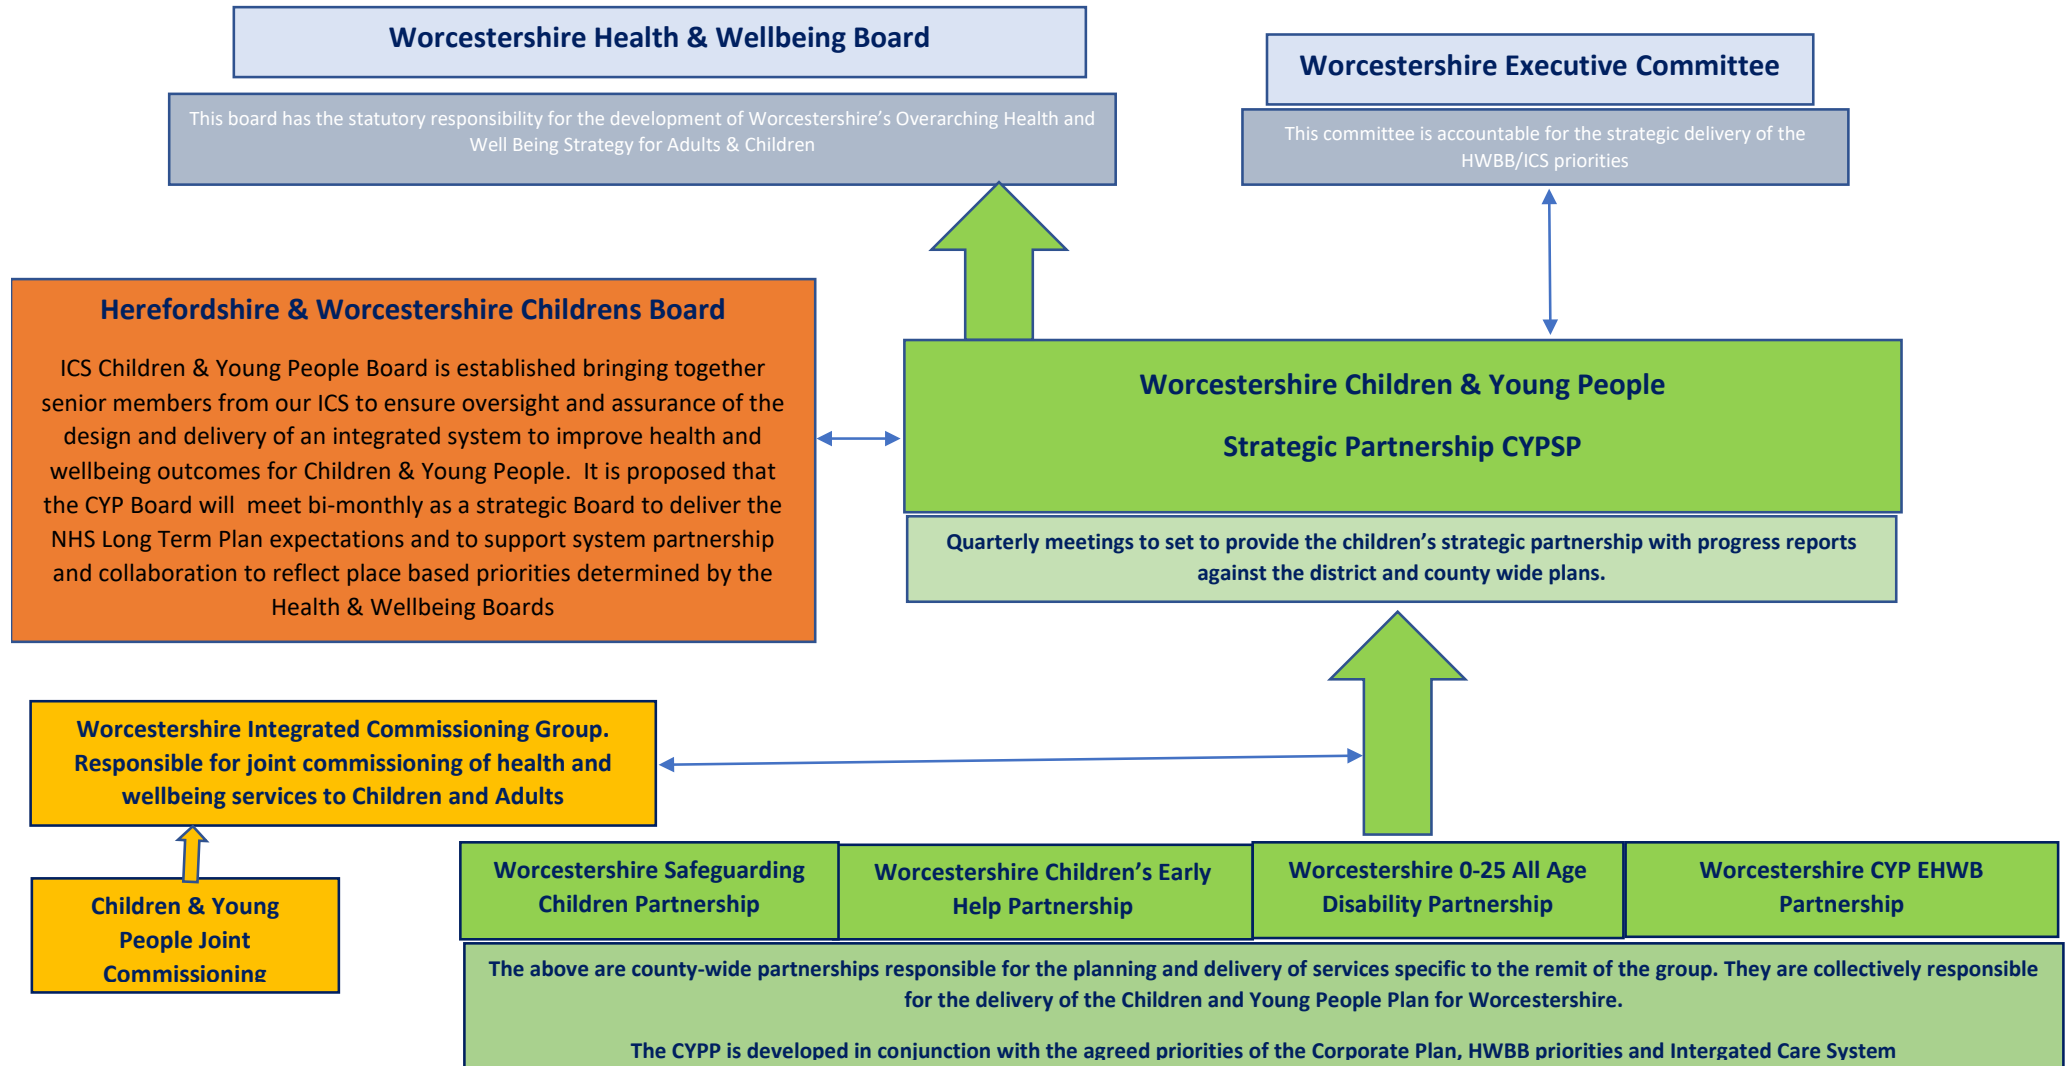 Worcestershire Health & Wellbeing Board
This board has the statutory responsibility for the development of Worcestershire’s Overarching Health and
Well Being Strategy for Adults & Children
Worcestershire Executive Committee
This committee is accountable for the strategic delivery of the
HWBB/ICS priorities
Herefordshire & Worcestershire Childrens Board
ICS Children & Young People Board is established bringing together
senior members from our ICS to ensure oversight and assurance of the
design and delivery of an integrated system to improve health and
wellbeing outcomes for Children & Young People. It is proposed that
the CYP Board will meet bi-monthly as a strategic Board to deliver the
NHS Long Term Plan expectations and to support system partnership
and collaboration to reflect place based priorities determined by the
Health & Wellbeing Boards
Worcestershire Children & Young People
Strategic Partnership CYPSP
Quarterly meetings to set to provide the children’s strategic partnership with progress reports
against the district and county wide plans.
Worcestershire Integrated Commissioning Group.
Responsible for joint commissioning of health and
wellbeing services to Children and Adults
Children & Young
People Joint
Commissioning
Worcestershire Safeguarding
Children Partnership
Worcestershire Children’s Early
Help Partnership
Worcestershire 0-25 All Age
Disability Partnership
Worcestershire CYP EHWB
Partnership
The above are county-wide partnerships responsible for the planning and delivery of services specific to the remit of the group. They are collectively responsible
for the delivery of the Children and Young People Plan for Worcestershire.
The CYPP is developed in conjunction with the agreed priorities of the Corporate Plan, HWBB priorities and Intergated Care System